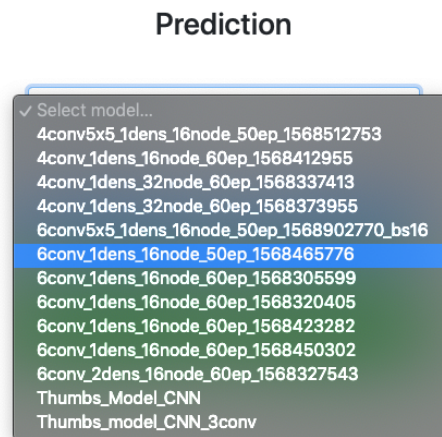 Prediction
Select model...
4conv5x5_1dens_16node_50ep_1568512753
4conv_1dens_16node_60ep_1568412955
4conv_1dens_32node_60ep_1568337413
4conv_1dens_32node_60ep_1568373955
6conv5x5_1dens_16node_50ep_1568902770_bs16
6conv_1dens_16node_50ep_1568465776
6conv_1dens_16node_60ep_1568305599
6conv_1dens_16node_60ep_1568320405
6conv_1dens_16node_60ep_1568423282
6conv_1dens_16node_60ep_1568450302
6conv_2dens_16node_60ep_1568327543
Thumbs_Model_CNN
Thumbs_model_CNN_3conv